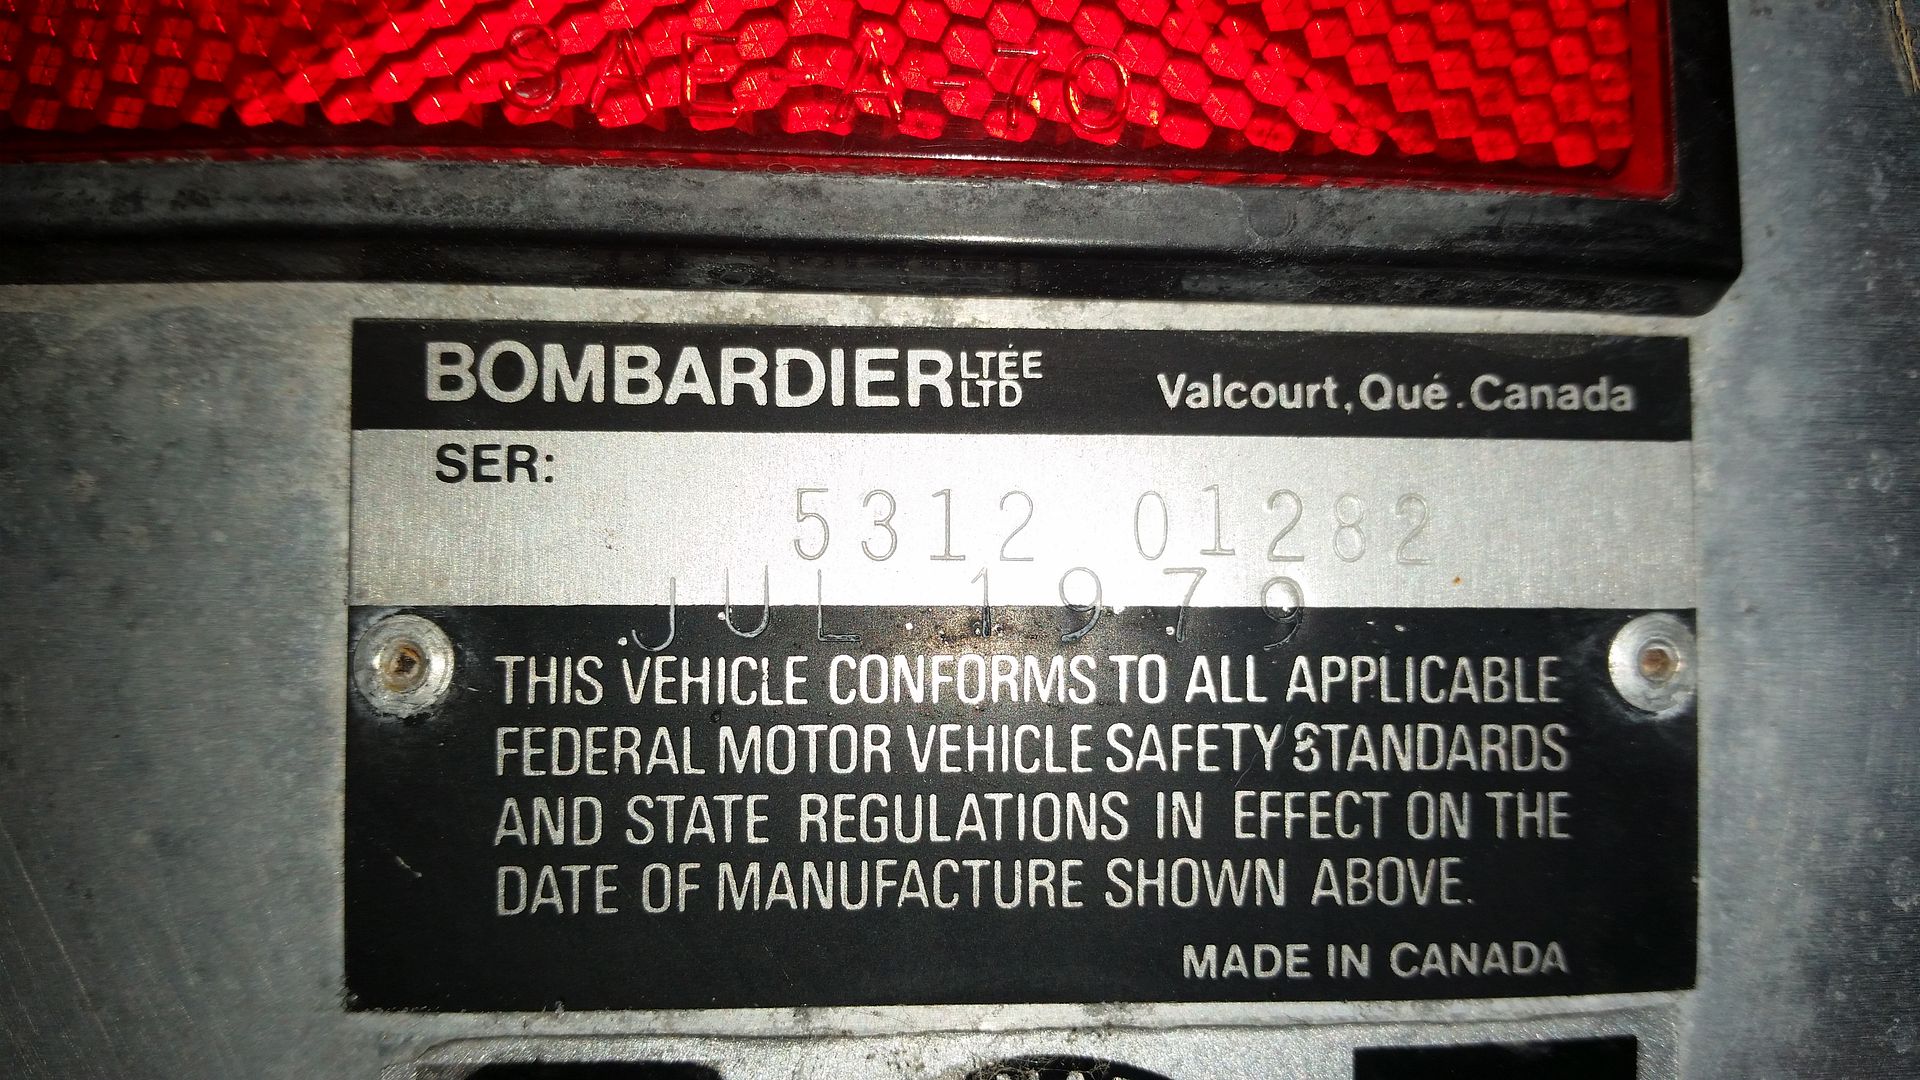 SAE-A-70
BOMBARDIER LTÉE LTD Valcourt, Qué. Canada
SER:
5312 01282
JUL 1979
THIS VEHICLE CONFORMS TO ALL APPLICABLE
FEDERAL MOTOR VEHICLE SAFETY STANDARDS
AND STATE REGULATIONS IN EFFECT ON THE
DATE OF MANUFACTURE SHOWN ABOVE.
MADE IN CANADA